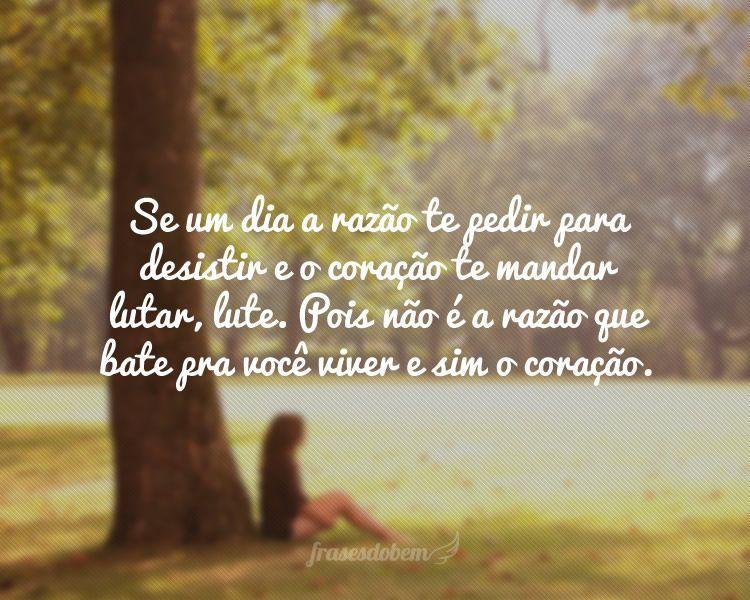 Se um dia a razão te pedir para
desistir e o coração te mandar
lutar, lute. Pois não é a razão que
bate pra você viver e sim o coração.
frasesdobem